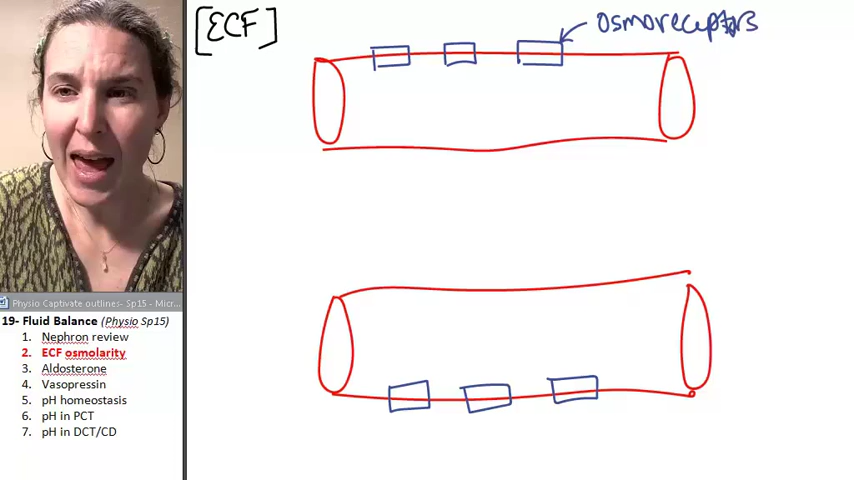 [ECF]
osmoreceptors
Physio Captivate outlines- Sp15 - Micr...
19- Fluid Balance (Physio Sp15)
1. Nephron review
2. ECF osmolarity
3. Aldosterone
4. Vasopressin
5. pH homeostasis
6. pH in PCT
7. pH in DCT/CD